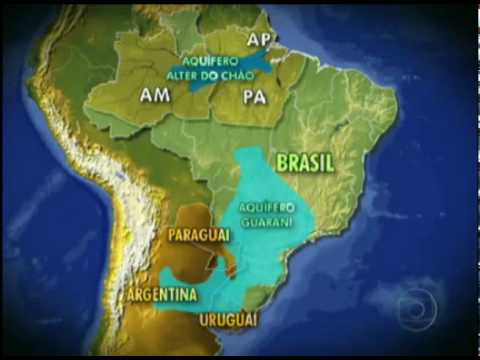 AP
AQUÍFERO
ALTER DO CHÃO
AM
PA
BRASIL
AQUÍFERO
GUARANI
PARAGUAI
ARGENTINA
URUGUAI